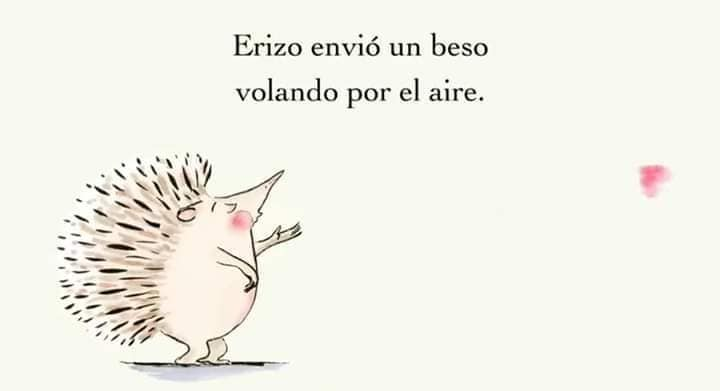 Erizo envió un beso
volando por el aire.